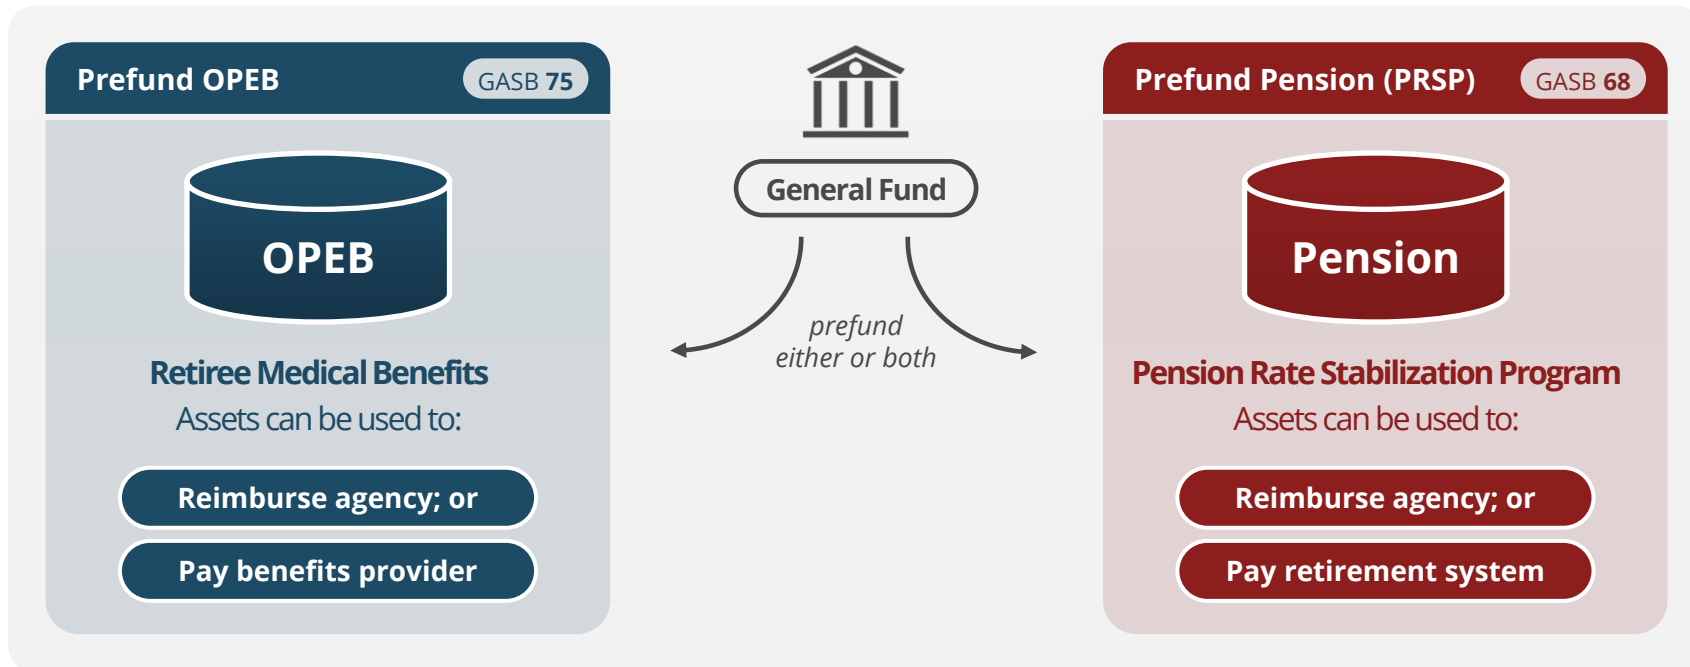 Prefund OPEB
GASB 75
OPEB
Retiree Medical Benefits
Assets can be used to:
Reimburse agency; or
Pay benefits provider
General Fund
prefund
either or both
Prefund Pension (PRSP)
GASB 68
Pension
Pension Rate Stabilization Program
Assets can be used to:
Reimburse agency; or
Pay retirement system